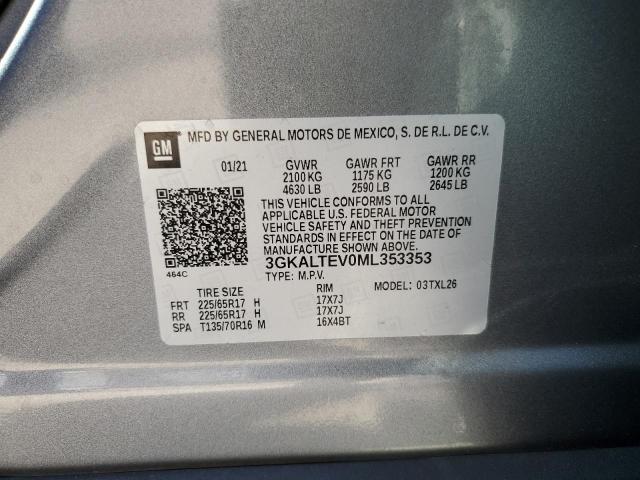 GM
MFD BY GENERAL MOTORS DE MEXICO, S. DE R.L. DE C.V.
01/21 GVWR GAWR FRT GAWR RR
2100 KG 1175 KG 1200 KG
4630 LB 2590 LB 2645 LB
THIS VEHICLE CONFORMS TO ALL
APPLICABLE U.S. FEDERAL MOTOR
VEHICLE SAFETY AND THEFT PREVENTION
STANDARDS IN EFFECT ON THE DATE OF
MANUFACTURE SHOWN ABOVE.
464C
3GKALTEV0ML353353
TYPE: M.P.V. MODEL: 03TXL26
TIRE SIZE RIM
FRT 225/65R17 H 17X7J
RR 225/65R17 H 17X7J
SPA T135/70R16 M 16X4BT